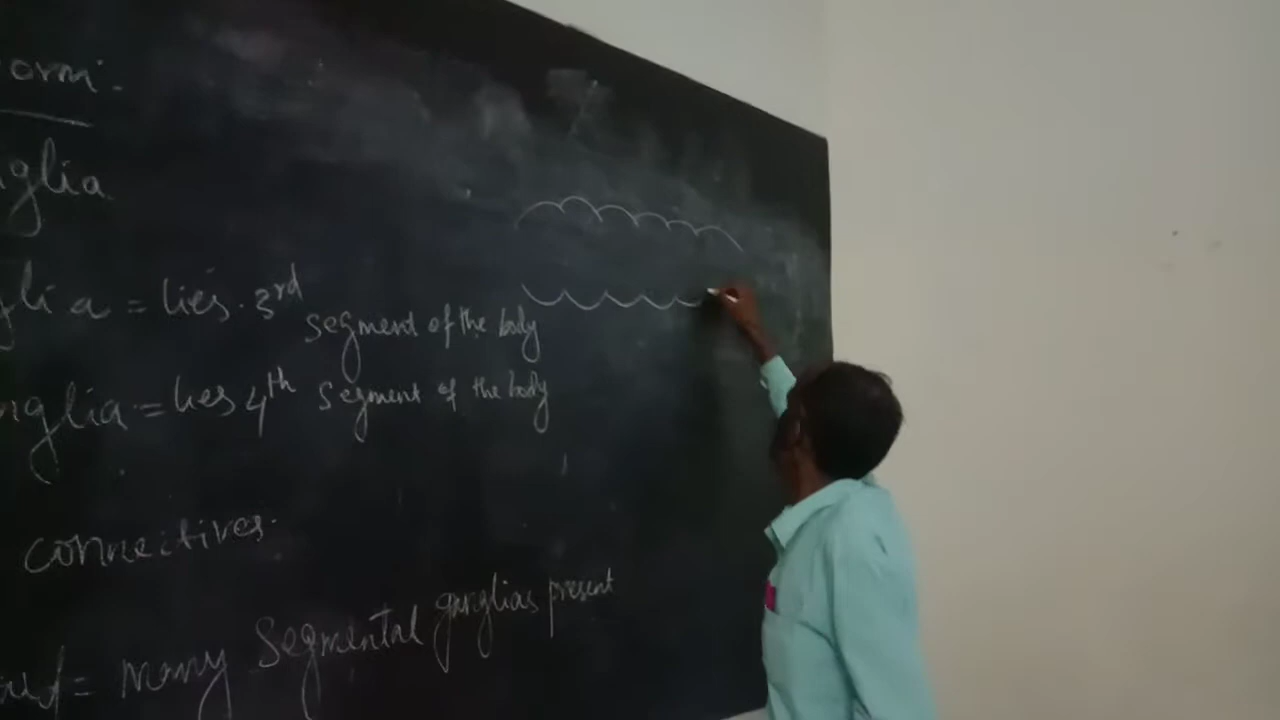 orm.
glia
glia = lies. 3rd
segment of the body
nglia = lies 4th segment of the body
connectives.
= many segmental ganglias present